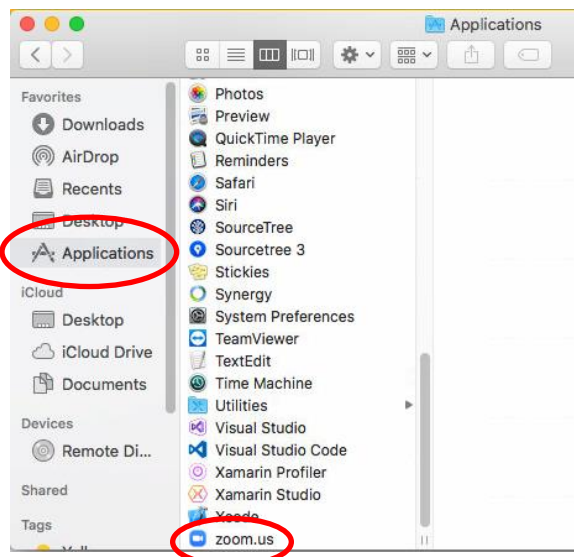 Applications
Favorites
Downloads
AirDrop
Recents
Desktop
Applications
iCloud
Desktop
iCloud Drive
Documents
Devices
Remote Di...
Shared
Tags
Photos
Preview
QuickTime Player
Reminders
Safari
Siri
SourceTree
Sourcetree 3
Stickies
Synergy
System Preferences
TeamViewer
TextEdit
Time Machine
Utilities
Visual Studio
Visual Studio Code
Xamarin Profiler
Xamarin Studio
Xcode
zoom.us